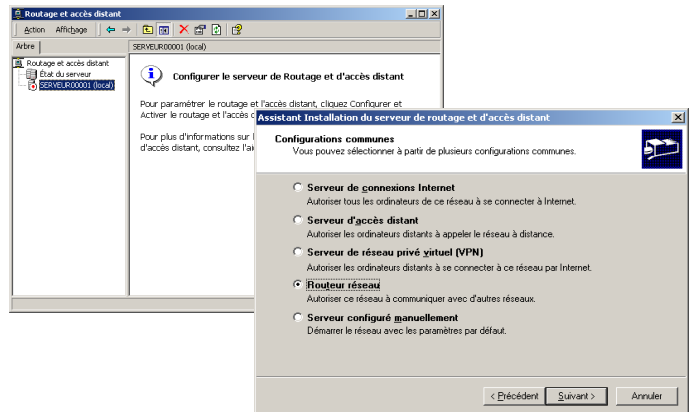 Routage et accès distant
Action Affichage
Arbre
SERVEUR00001 (local)
Routage et accès distant
État du serveur
SERVEUR00001 (local)
Configurer le serveur de Routage et d'accès distant
Pour paramétrer le routage et l'accès distant, cliquez Configurer et
Activer le routage et l'accès
Pour plus d'informations sur
d'accès distant, consultez
Assistant Installation du serveur de routage et d'accès distant
Configurations communes
Vous pouvez sélectionner à partir de plusieurs configurations communes.
Serveur de connexions Internet
Autoriser tous les ordinateurs de ce réseau à se connecter à Internet.
Serveur d'accès distant
Autoriser les ordinateurs distants à appeler le réseau à distance.
Serveur de réseau privé virtuel (VPN)
Autoriser les ordinateurs distants à se connecter à ce réseau par Internet.
Routeur réseau
Autoriser ce réseau à communiquer avec d'autres réseaux.
Serveur configuré manuellement
Démarrer le réseau avec les paramètres par défaut.
< Précédent Suivant > Annuler